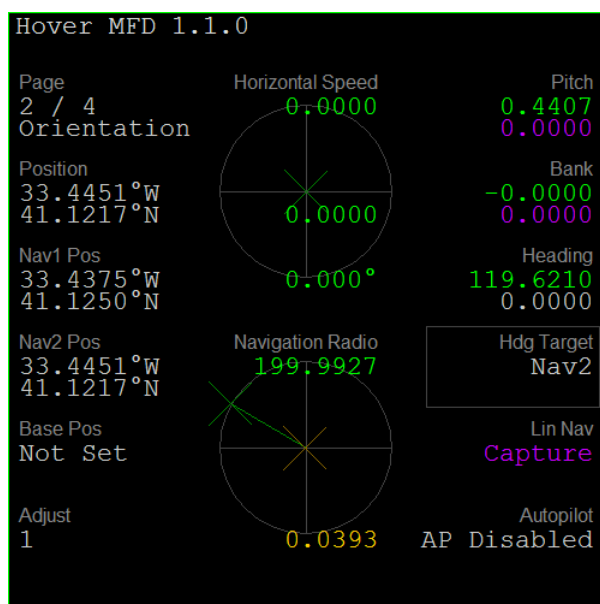 Hover MFD 1.1.0
Page
2 / 4
Orientation
Horizontal Speed
0.0000
0.0000
0.000°
Pitch
0.4407
0.0000
Position
33.4451°W
41.1217°N
Bank
-0.0000
0.0000
Nav1 Pos
33.4375°W
41.1250°N
Heading
119.6210
0.0000
Nav2 Pos
33.4451°W
41.1217°N
Navigation Radio
199.9927
Hdg Target
Nav2
Base Pos
Not Set
Lin Nav
Capture
Adjust
1
0.0393
Autopilot
AP Disabled